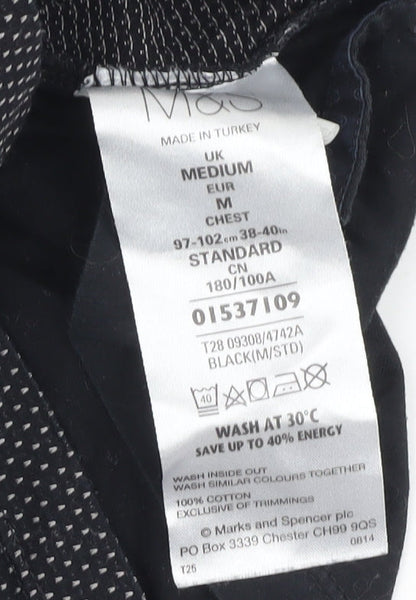 M&S
MADE IN TURKEY
UK
MEDIUM
EUR
M
CHEST
97-102cm 38-40in
STANDARD
CN
180/100A
01537109
T28 09308/4742A
BLACK(M/STD)
40
WASH AT 30°C
SAVE UP TO 40% ENERGY
WASH INSIDE OUT
WASH SIMILAR COLOURS TOGETHER
100% COTTON
EXCLUSIVE OF TRIMMINGS
© Marks and Spencer plc
PO Box 3339 Chester CH99 9QS
T25 0814